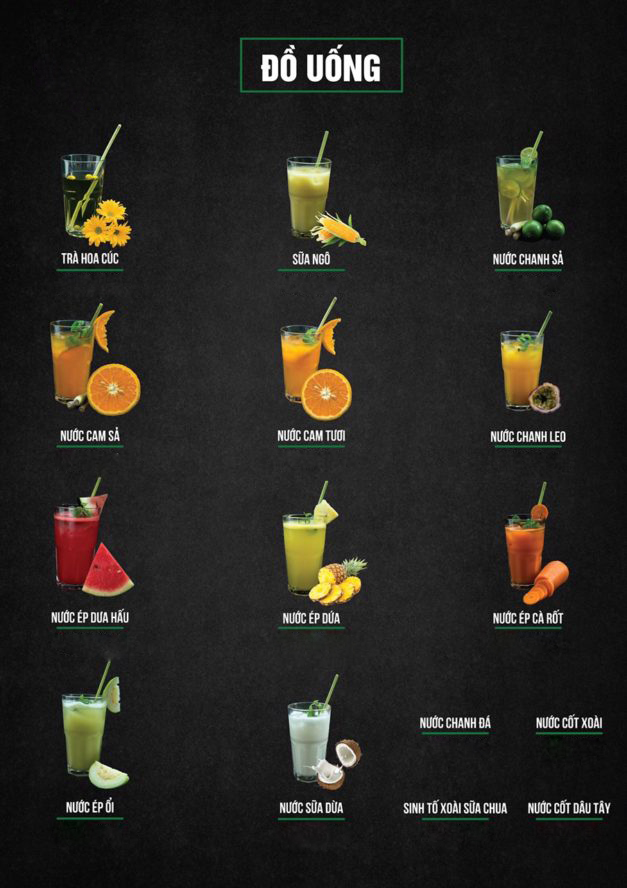 ĐỒ UỐNG
TRÀ HOA CÚC
SỮA NGÔ
NƯỚC CHANH SẢ
NƯỚC CAM SẢ
NƯỚC CAM TƯƠI
NƯỚC CHANH LEO
NƯỚC ÉP DƯA HẤU
NƯỚC ÉP DỨA
NƯỚC ÉP CÀ RỐT
NƯỚC CHANH ĐÁ
NƯỚC CỐT XOÀI
NƯỚC ÉP ỔI
NƯỚC SỮA DỪA
SINH TỐ XOÀI SỮA CHUA
NƯỚC CỐT DÂU TÂY